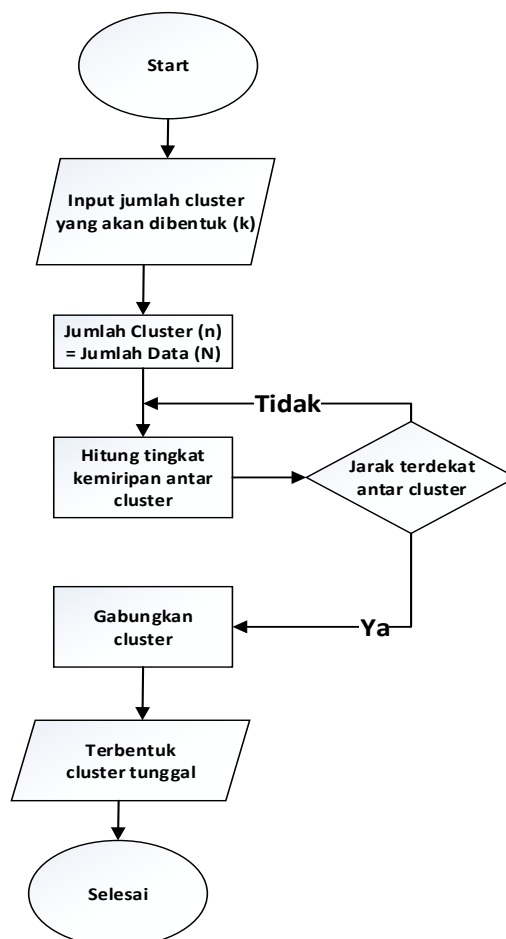 Start
Input jumlah cluster
yang akan dibentuk (k)
Jumlah Cluster (n)
= Jumlah Data (N)
Tidak
Hitung tingkat
kemiripan antar
cluster
Jarak terdekat
antar cluster
Gabungkan
cluster
Ya
Terbentuk
cluster tunggal
Selesai